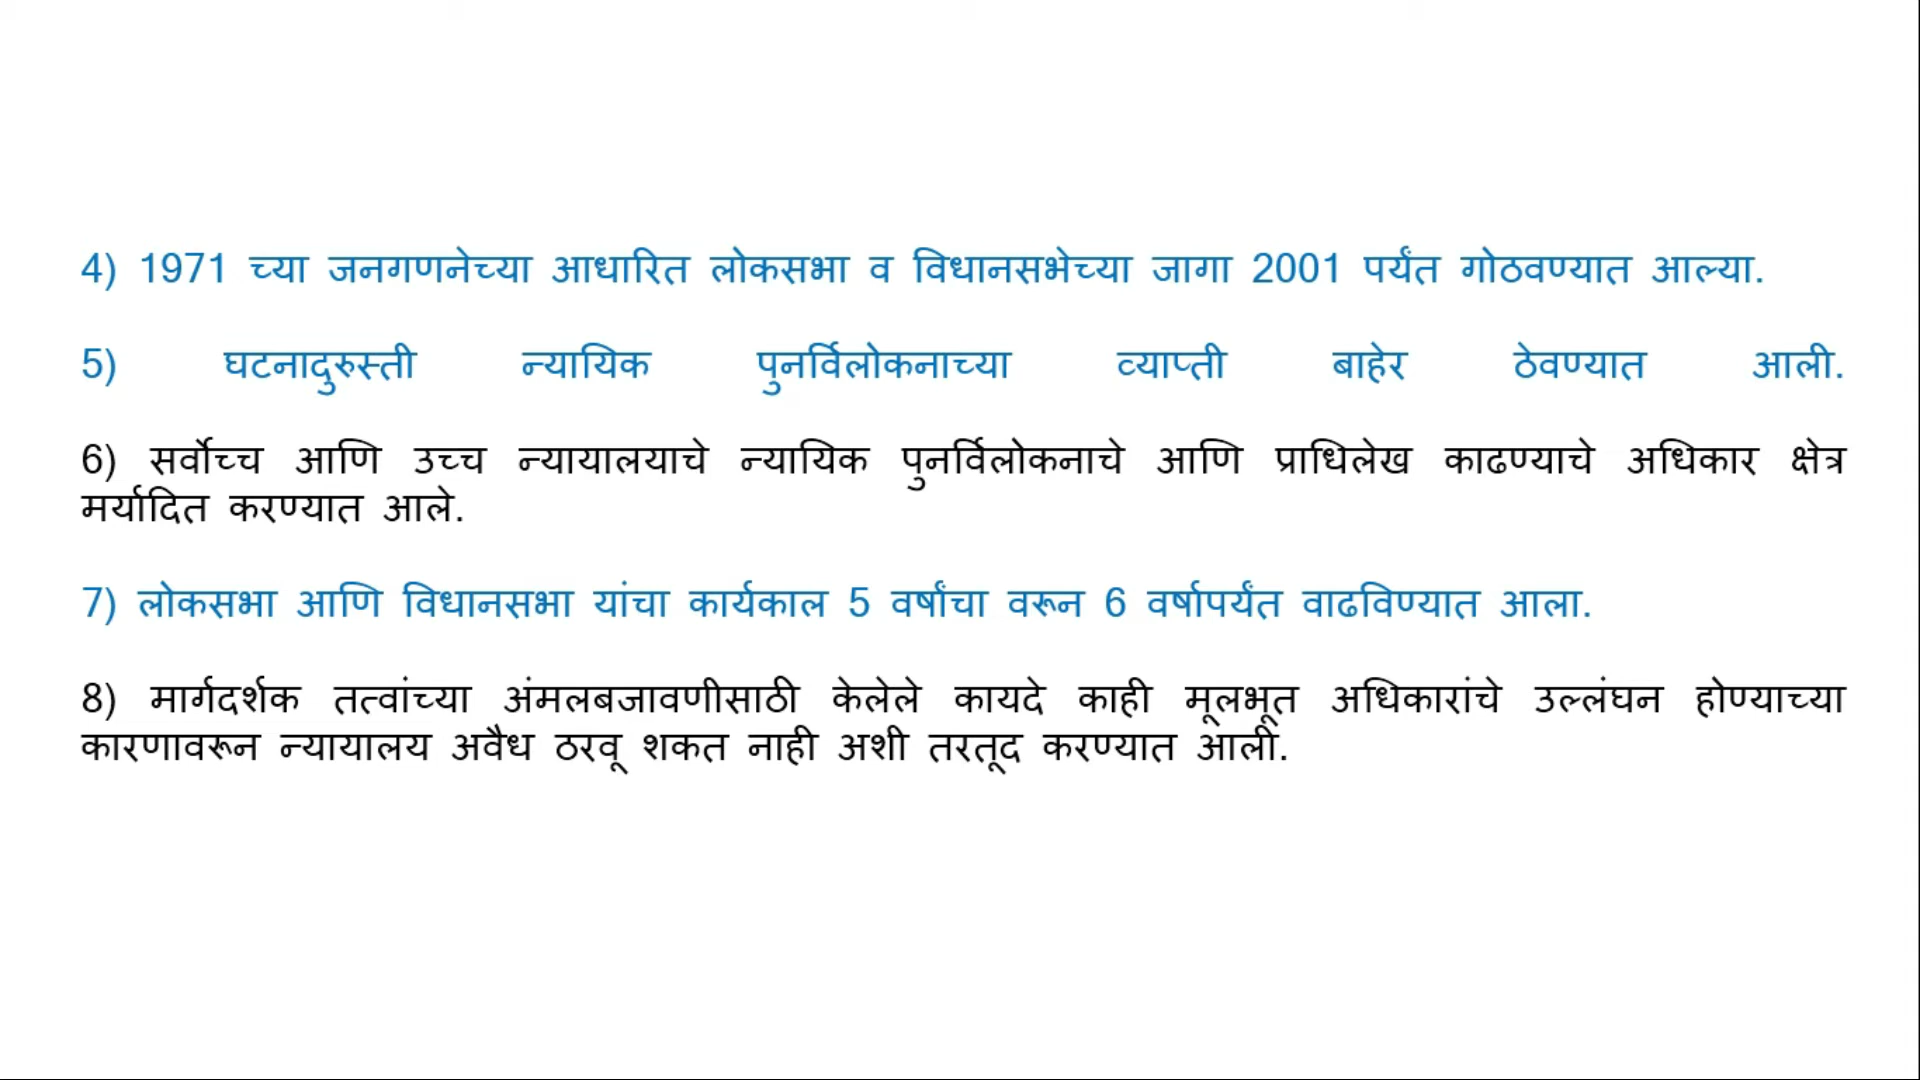 4) 1971 च्या जनगणनेच्या आधारित लोकसभा व विधानसभेच्या जागा 2001 पर्यंत गोठवण्यात आल्या.
5) घटनादुरुस्ती न्यायिक पुनर्विलोकनाच्या व्याप्ती बाहेर ठेवण्यात आली.
6) सर्वोच्च आणि उच्च न्यायालयाचे न्यायिक पुनर्विलोकनाचे आणि प्राधिलेख काढण्याचे अधिकार क्षेत्र
मर्यादित करण्यात आले.
7) लोकसभा आणि विधानसभा यांचा कार्यकाल 5 वर्षांचा वरून 6 वर्षापर्यंत वाढविण्यात आला.
8) मार्गदर्शक तत्वांच्या अंमलबजावणीसाठी केलेले कायदे काही मूलभूत अधिकारांचे उल्लंघन होण्याच्या
कारणावरून न्यायालय अवैध ठरवू शकत नाही अशी तरतूद करण्यात आली.